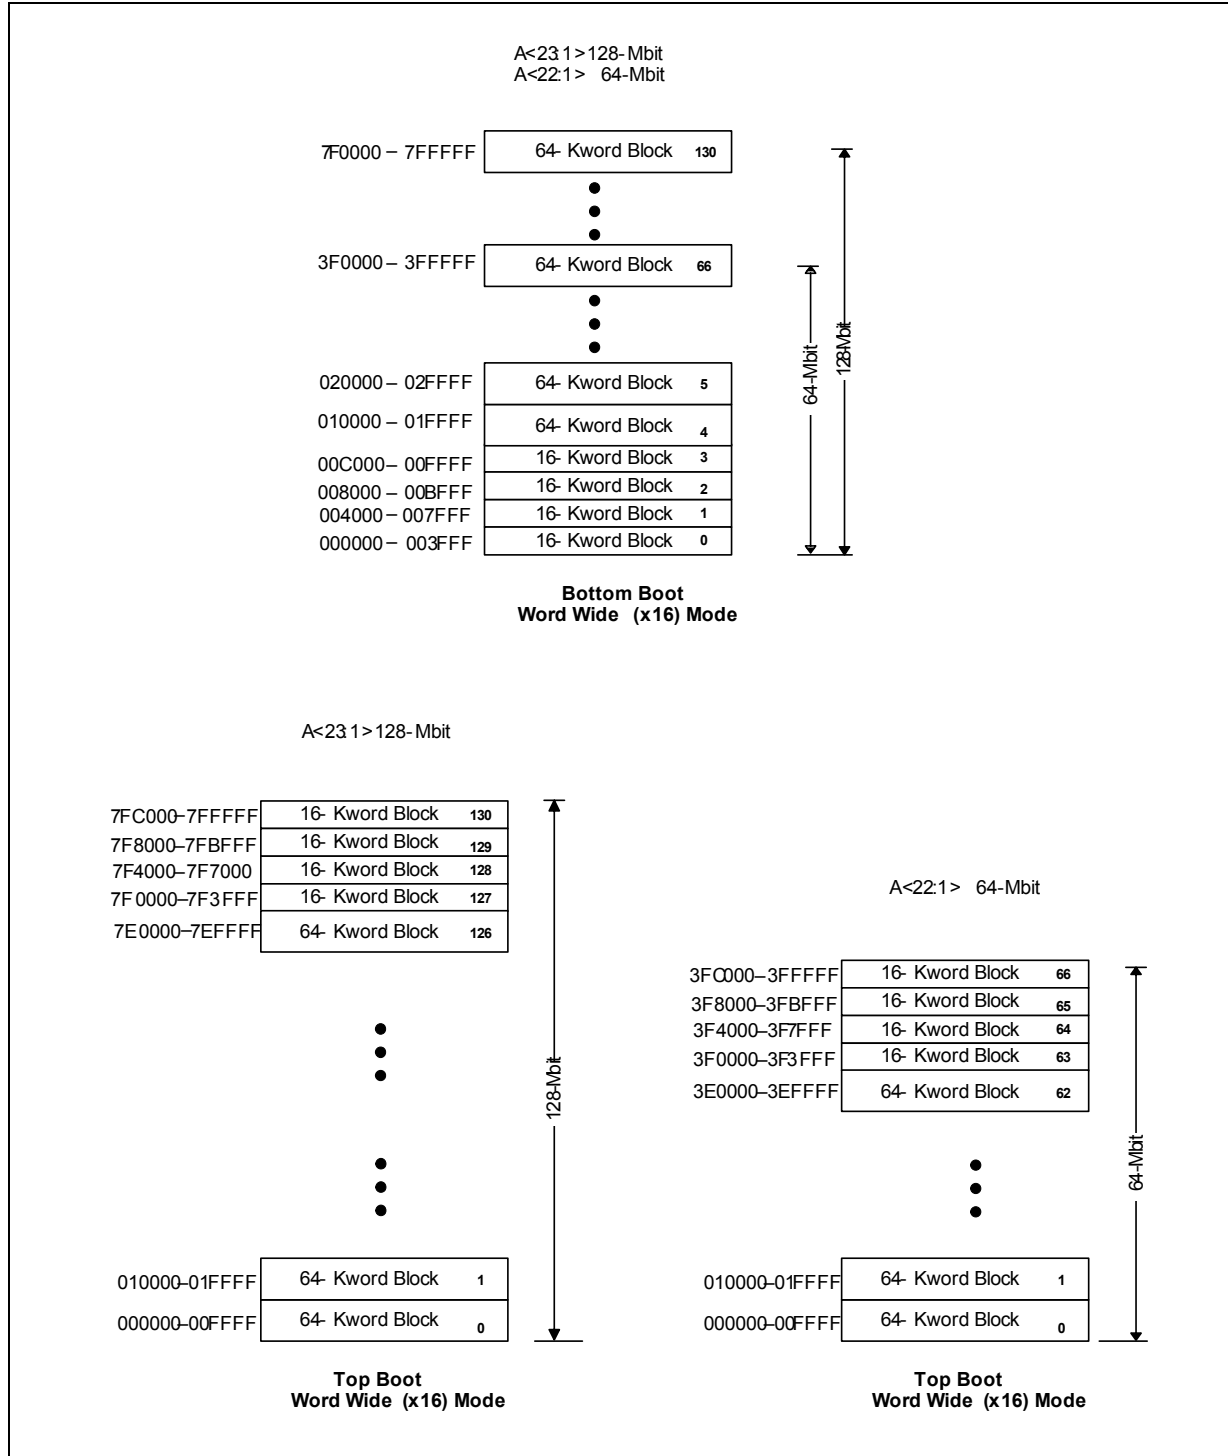 A<23:1>128-Mbit
A<22:1> 64-Mbit
7F0000 – 7FFFFF 64- Kword Block 130
3F0000 – 3FFFFF 64- Kword Block 66
020000 – 02FFFF 64- Kword Block 5
010000 – 01FFFF 64- Kword Block 4
00C000 – 00FFFF 16- Kword Block 3
008000 – 00BFFF 16- Kword Block 2
004000 – 007FFF 16- Kword Block 1
000000 – 003FFF 16- Kword Block 0
64-Mbit
128-Mbit
Bottom Boot
Word Wide (x16) Mode
A<23:1>128-Mbit
7FC000–7FFFFF 16- Kword Block 130
7F8000–7FBFFF 16- Kword Block 129
7F4000–7F7000 16- Kword Block 128
7F0000–7F3FFF 16- Kword Block 127
7E0000–7EFFFF 64- Kword Block 126
010000–01FFFF 64- Kword Block 1
000000–00FFFF 64- Kword Block 0
128-Mbit
Top Boot
Word Wide (x16) Mode
A<22:1> 64-Mbit
3FC000–3FFFFF 16- Kword Block 66
3F8000–3FBFFF 16- Kword Block 65
3F4000–3F7FFF 16- Kword Block 64
3F0000–3F3FFF 16- Kword Block 63
3E0000–3EFFFF 64- Kword Block 62
010000–01FFFF 64- Kword Block 1
000000–00FFFF 64- Kword Block 0
64-Mbit
Top Boot
Word Wide (x16) Mode